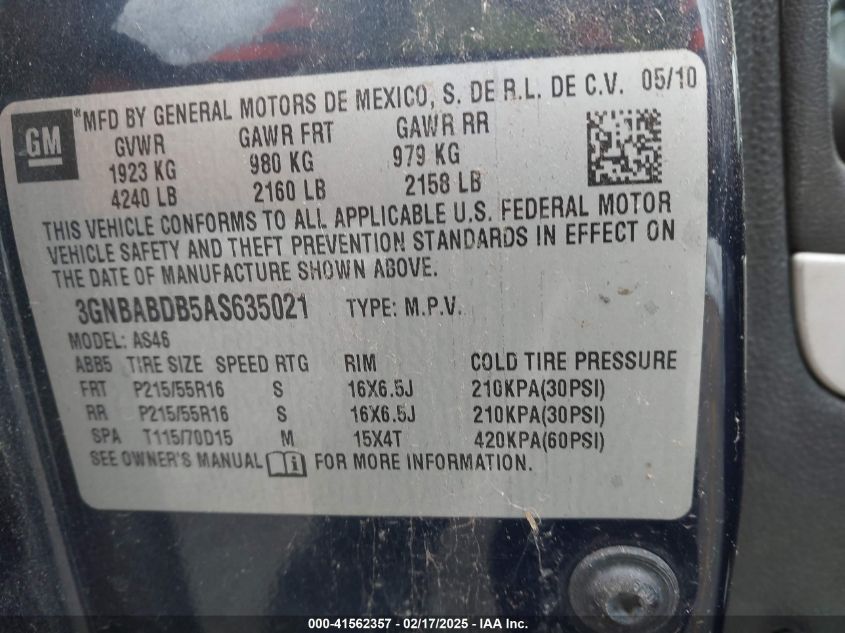 GM
*MFD BY GENERAL MOTORS DE MEXICO, S. DE R.L. DE C.V. 05/10
GVWR GAWR FRT GAWR RR
1923 KG 980 KG 979 KG
4240 LB 2160 LB 2158 LB
THIS VEHICLE CONFORMS TO ALL APPLICABLE U.S. FEDERAL MOTOR
VEHICLE SAFETY AND THEFT PREVENTION STANDARDS IN EFFECT ON
THE DATE OF MANUFACTURE SHOWN ABOVE.
3GNBABDB5AS635021 TYPE: M.P.V.
MODEL: AS46
ABB5 TIRE SIZE SPEED RTG RIM COLD TIRE PRESSURE
FRT P215/55R16 S 16X6.5J 210KPA(30PSI)
RR P215/55R16 S 16X6.5J 210KPA(30PSI)
SPA T115/70D15 M 15X4T 420KPA(60PSI)
SEE OWNER'S MANUAL FOR MORE INFORMATION.
000-41562357 - 02/17/2025 - IAA Inc.